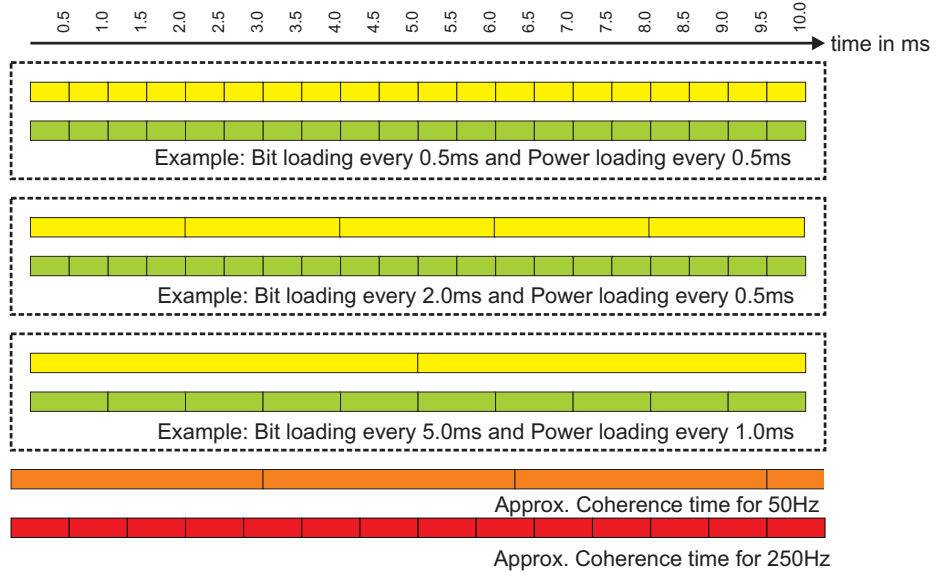 0.5 1.0 1.5 2.0 2.5 3.0 3.5 4.0 4.5 5.0 5.5 6.0 6.5 7.0 7.5 8.0 8.5 9.0 9.5 10.0
time in ms
Example: Bit loading every 0.5ms and Power loading every 0.5ms
Example: Bit loading every 2.0ms and Power loading every 0.5ms
Example: Bit loading every 5.0ms and Power loading every 1.0ms
Approx. Coherence time for 50Hz
Approx. Coherence time for 250Hz